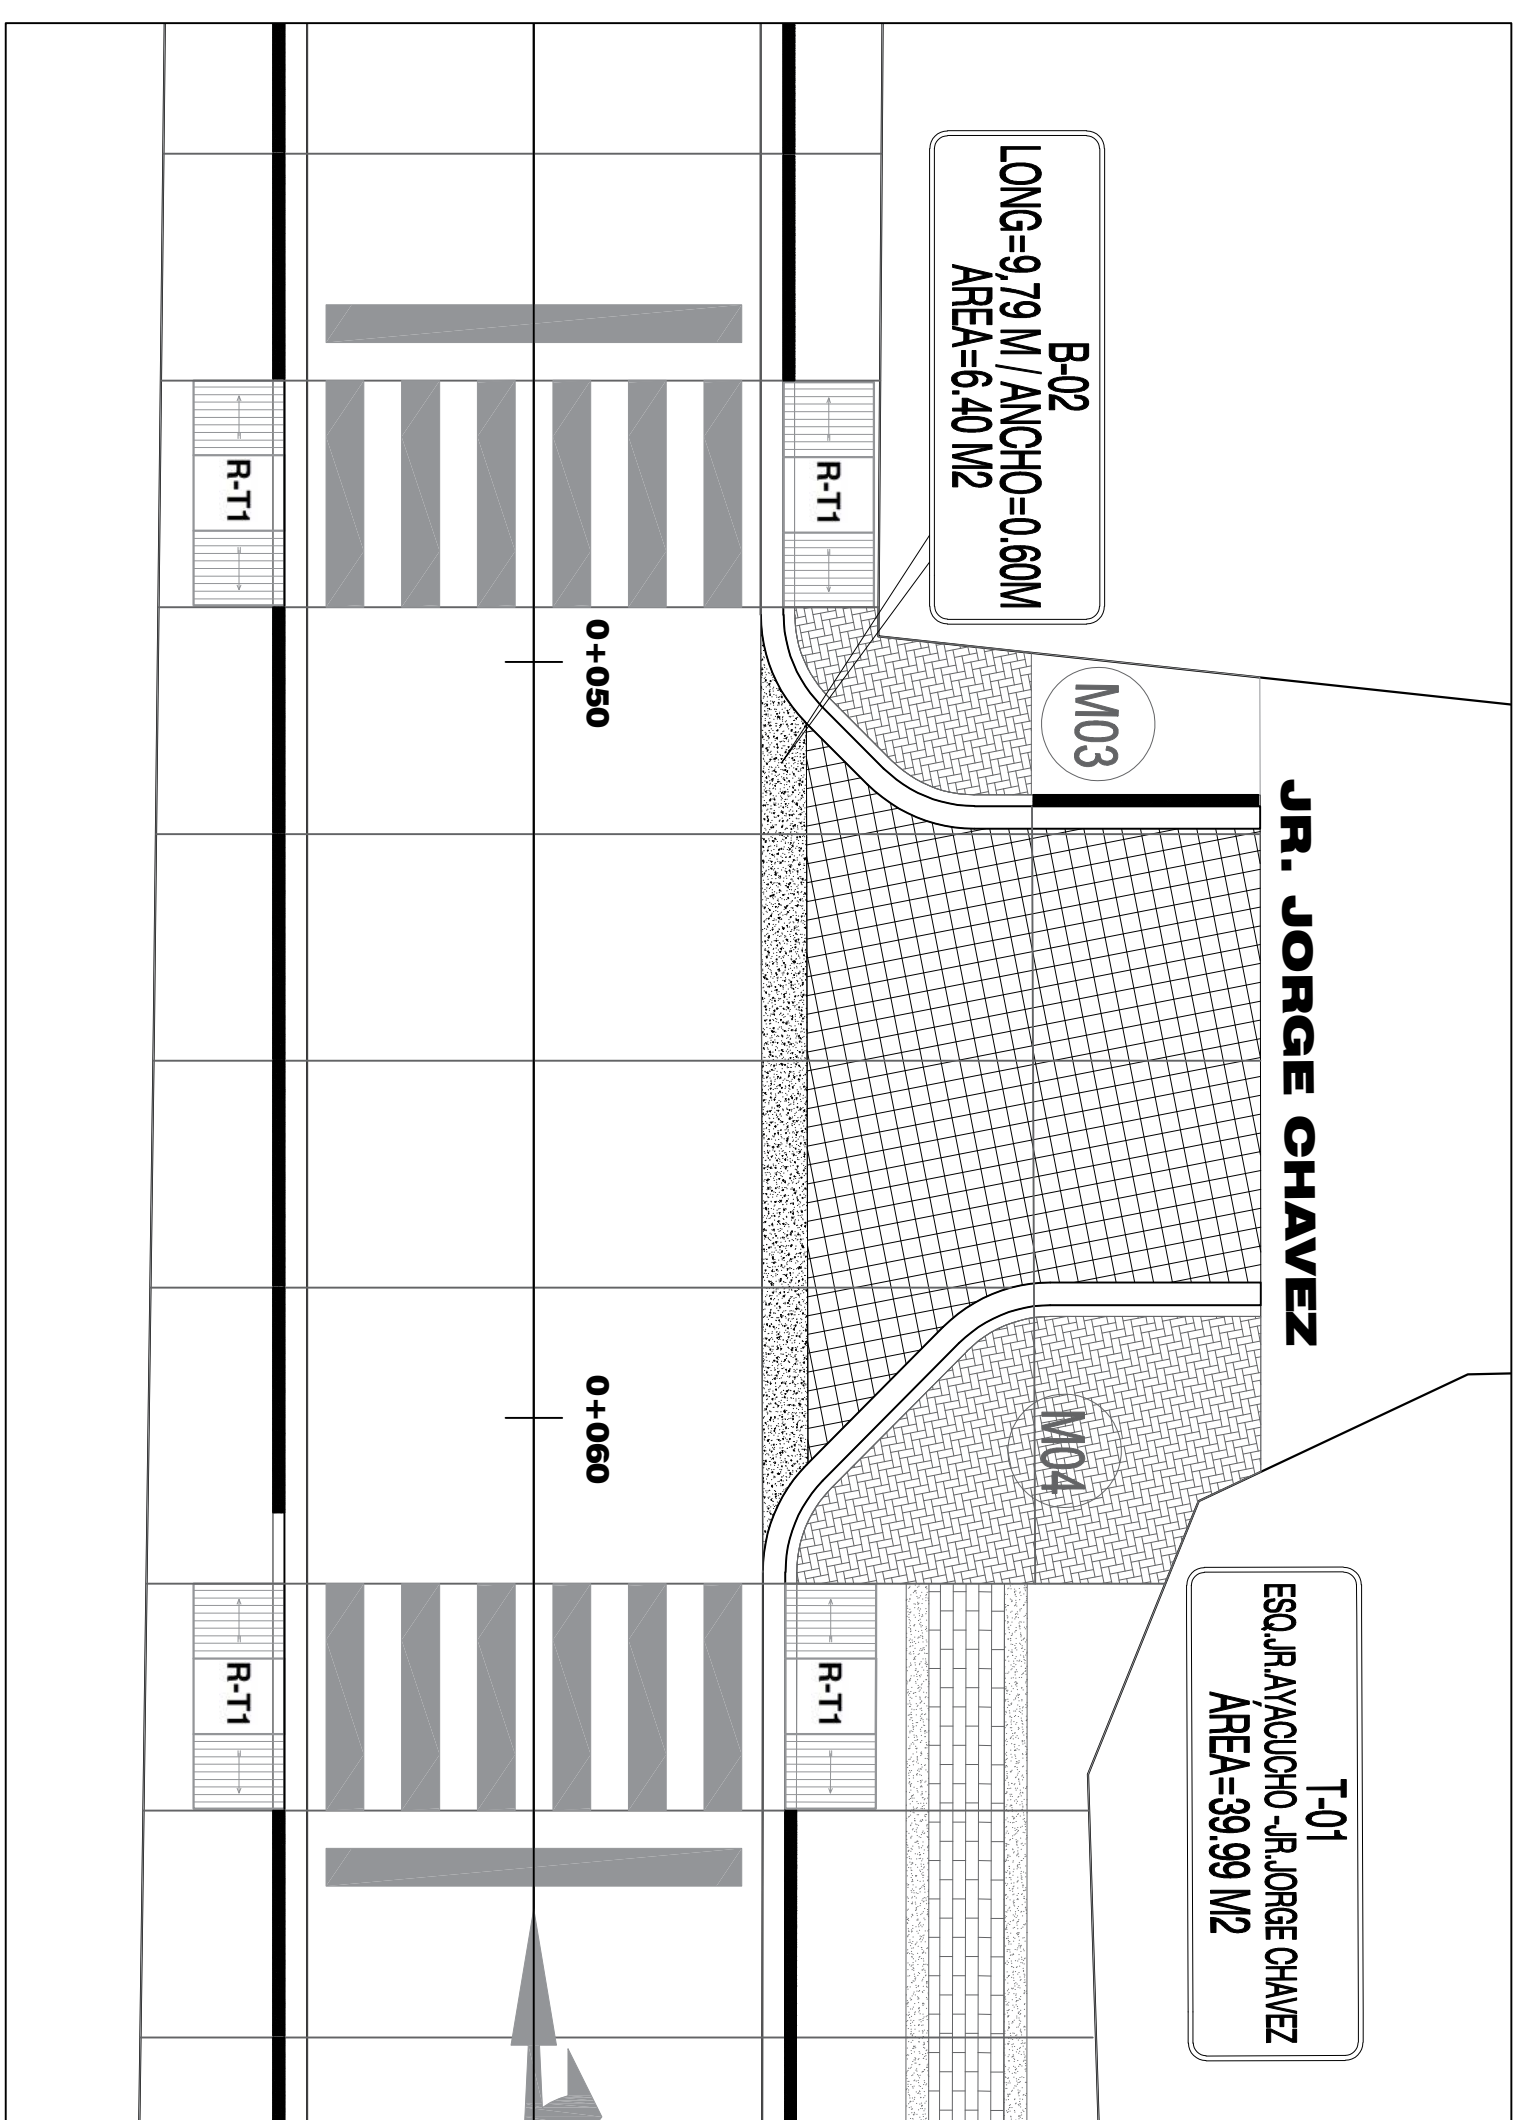 B-02
LONG=9,79 M / ANCHO=0.60M
ÁREA=6.40 M2
R-T1
R-T1
0+050
M03
JR. JORGE CHAVEZ
0+060
M04
R-T1
R-T1
T-01
ESQ.JR.AYACUCHO -JR.JORGE CHAVEZ
ÁREA=39.99 M2